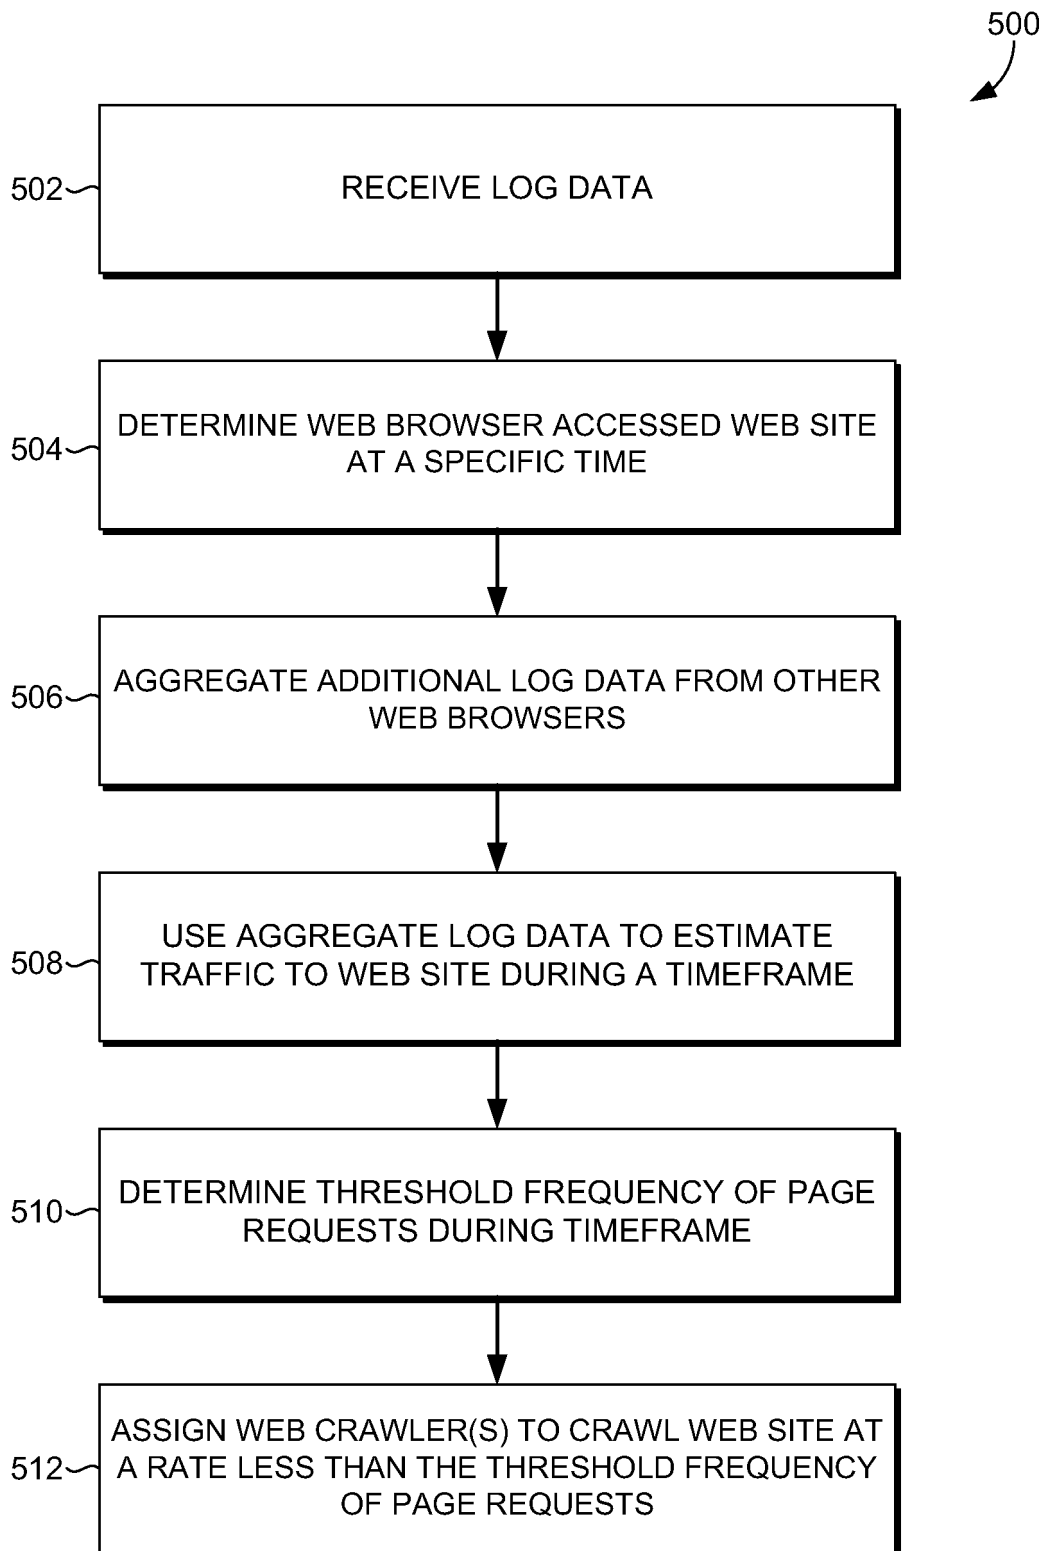 500
502
RECEIVE LOG DATA
504
DETERMINE WEB BROWSER ACCESSED WEB SITE
AT A SPECIFIC TIME
506
AGGREGATE ADDITIONAL LOG DATA FROM OTHER
WEB BROWSERS
508
USE AGGREGATE LOG DATA TO ESTIMATE
TRAFFIC TO WEB SITE DURING A TIMEFRAME
510
DETERMINE THRESHOLD FREQUENCY OF PAGE
REQUESTS DURING TIMEFRAME
512
ASSIGN WEB CRAWLER(S) TO CRAWL WEB SITE AT
A RATE LESS THAN THE THRESHOLD FREQUENCY
OF PAGE REQUESTS